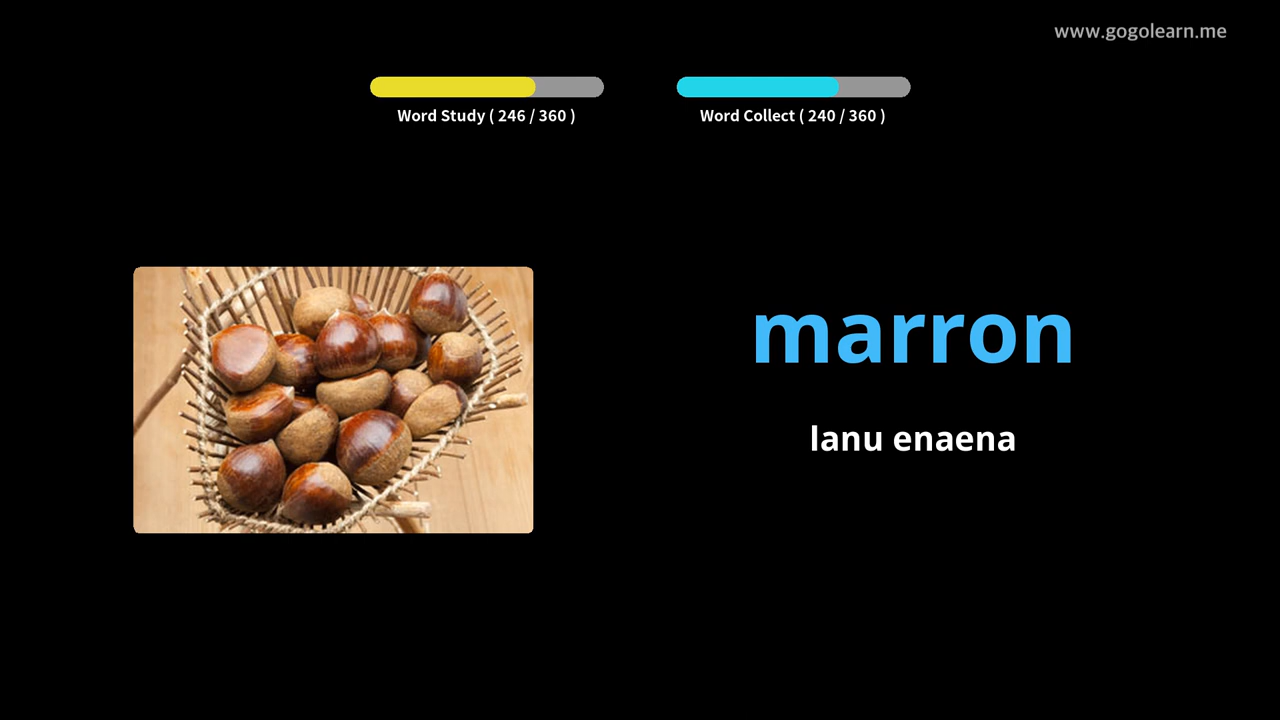 www.gogolearn.me
Word Study ( 246 / 360 )
Word Collect ( 240 / 360 )
marron
lanu enaena